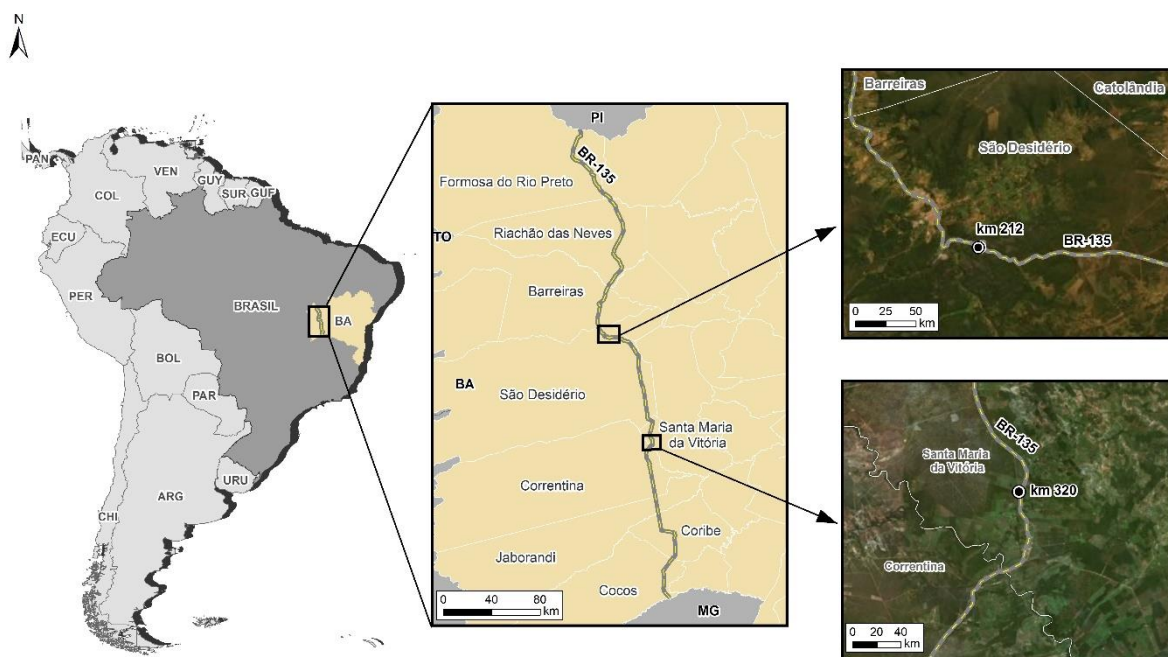 N
PAN
VEN
GUY
SUR
GUF
COL
ECU
PER
BRASIL
BA
BOL
PAR
CHI
ARG
URU
PI
BR-135
Formosa do Rio Preto
TO
Riachão das Neves
Barreiras
BA
São Desidério
Santa Maria
da Vitória
Correntina
Coribe
Jaborandi
Cocos
MG
0 40 80
km
Barreiras
Catolândia
São Desidério
km 212
BR-135
0 25 50
km
BR-135
Santa Maria
da Vitória
km 320
Correntina
0 20 40
km